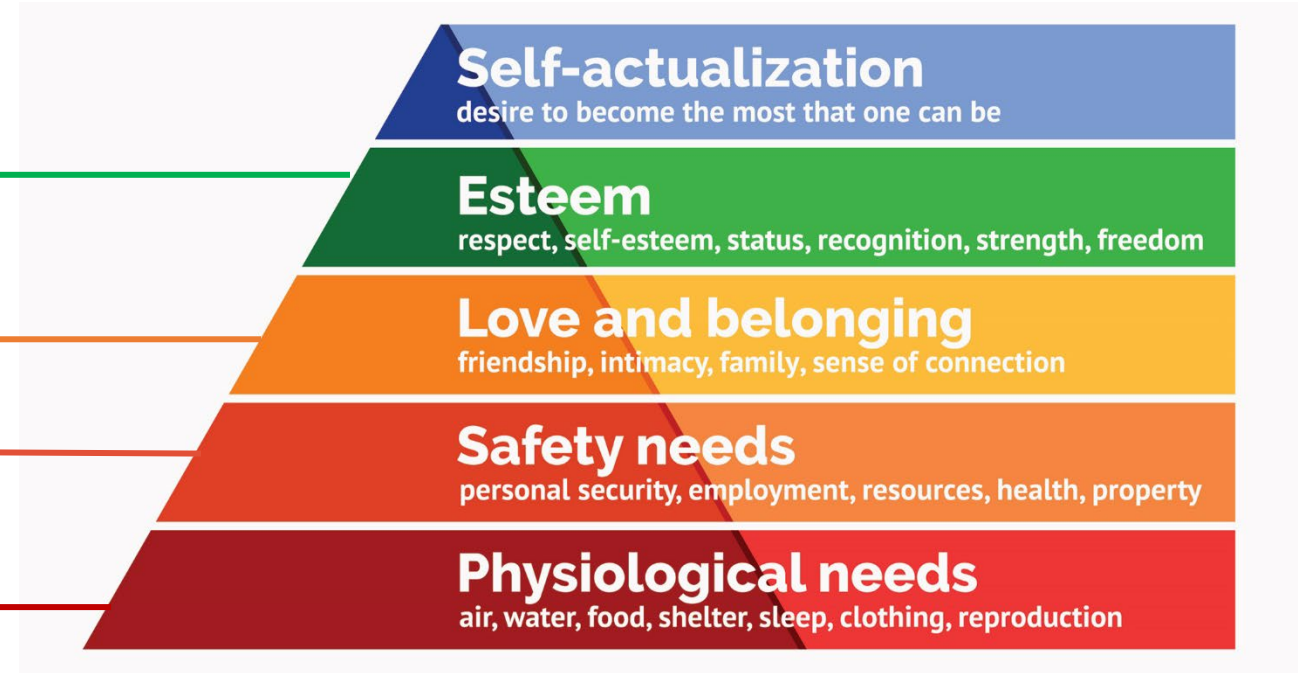 Self-actualization
desire to become the most that one can be
Esteem
respect, self-esteem, status, recognition, strength, freedom
Love and belonging
friendship, intimacy, family, sense of connection
Safety needs
personal security, employment, resources, health, property
Physiological needs
air, water, food, shelter, sleep, clothing, reproduction